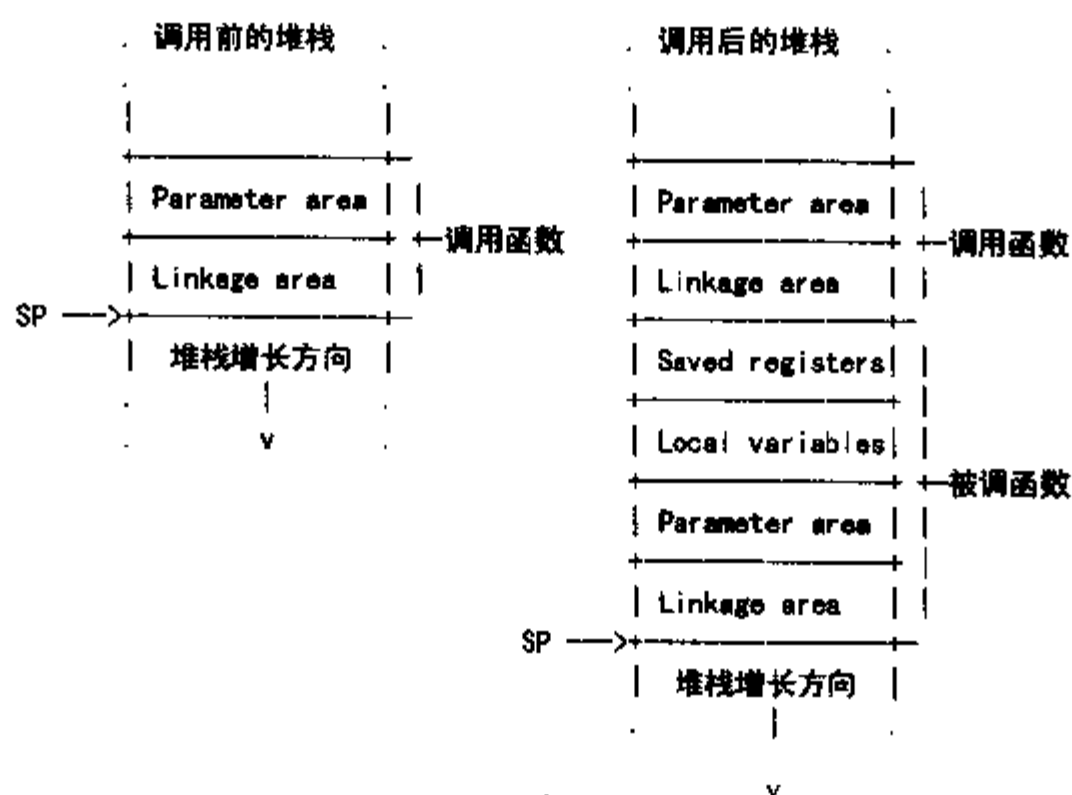 调用前的堆栈
Parameter area
调用函数
Linkage area
SP
堆栈增长方向
v
调用后的堆栈
Parameter area
调用函数
Linkage area
Saved registers
Local variables
被调函数
Parameter area
Linkage area
SP
堆栈增长方向
v